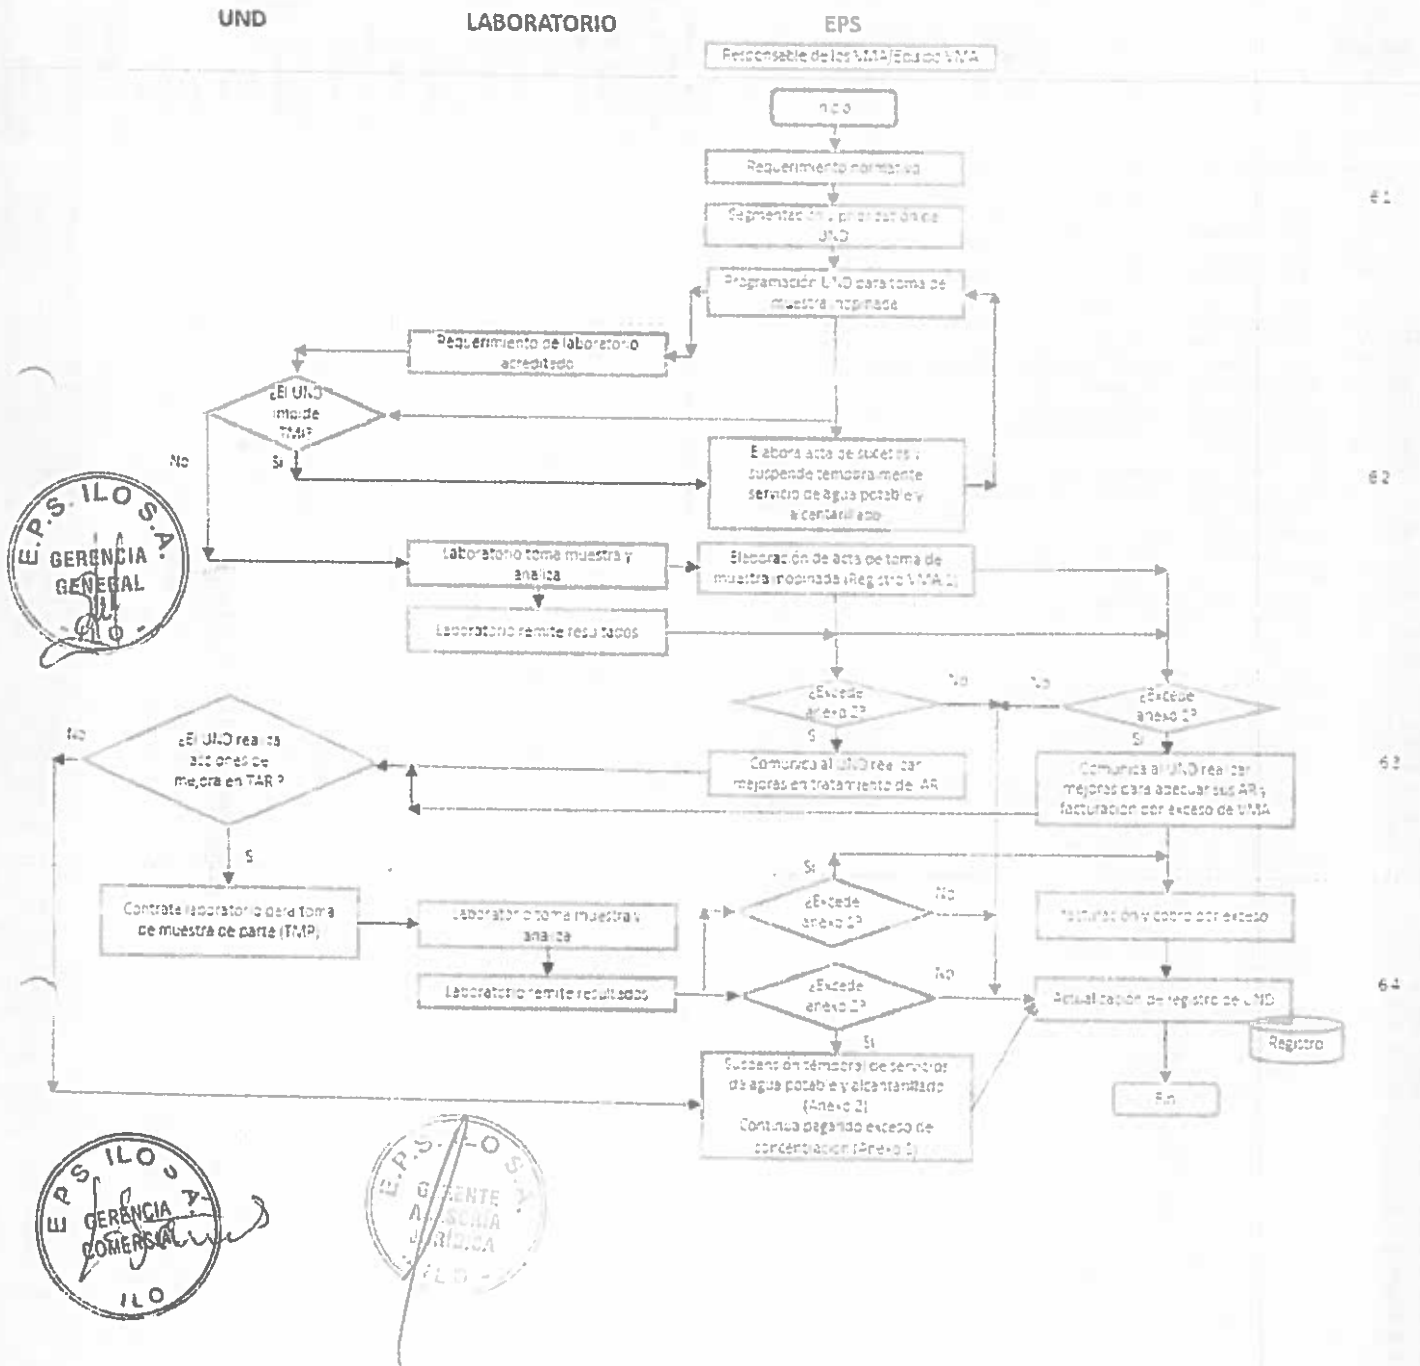 UND
LABORATORIO
EPS
Responsable de los VMA/Equipo VMA
Requerimiento normativo
Segmentación y priorización de
UND
6 1
Programación UND para toma de
muestra inopinada
Requerimiento de laboratorio
acreditado
¿El UND
impide
TMI?
No
Si
Elabora acta de sucesos y
suspende temporalmente
servicio de agua potable y
alcantarillado
6 2
Laboratorio toma muestra y
analiza
Elaboración de acta de toma de
muestra inopinada (Registro VMA 2)
Laboratorio remite resultados
¿Excede
anexo 2?
No
No
¿Excede
anexo 1?
S
Si
No
¿El UND realiza
acciones de
mejora en TAR?
Comunica al UND realizar
mejoras en tratamiento de AR
Comunica al UND realizar
mejoras para adecuar sus AR y
facturación por exceso de VMA
6 3
S
Si
¿Excede
anexo 1?
No
Contrate laboratorio para toma
de muestra de parte (TMP)
Laboratorio toma muestra y
analiza
Facturación y cobro por exceso
Laboratorio remite resultados
¿Excede
anexo 2?
No
Si
Actualización de registro de UND
6 4
Registro
Suspensión temporal de servicios
de agua potable y alcantarillado
(Anexo 2)
Continua pagando exceso de
concentración (Anexo 1)
Fin
E.P.S. ILO S.A.
GERENCIA
GENERAL
E P S ILO S A
GERENCIA
COMERCIAL
ILO
E.P.S. ILO S.A.
GERENTE
ASESORÍA
JURÍDICA
ILO